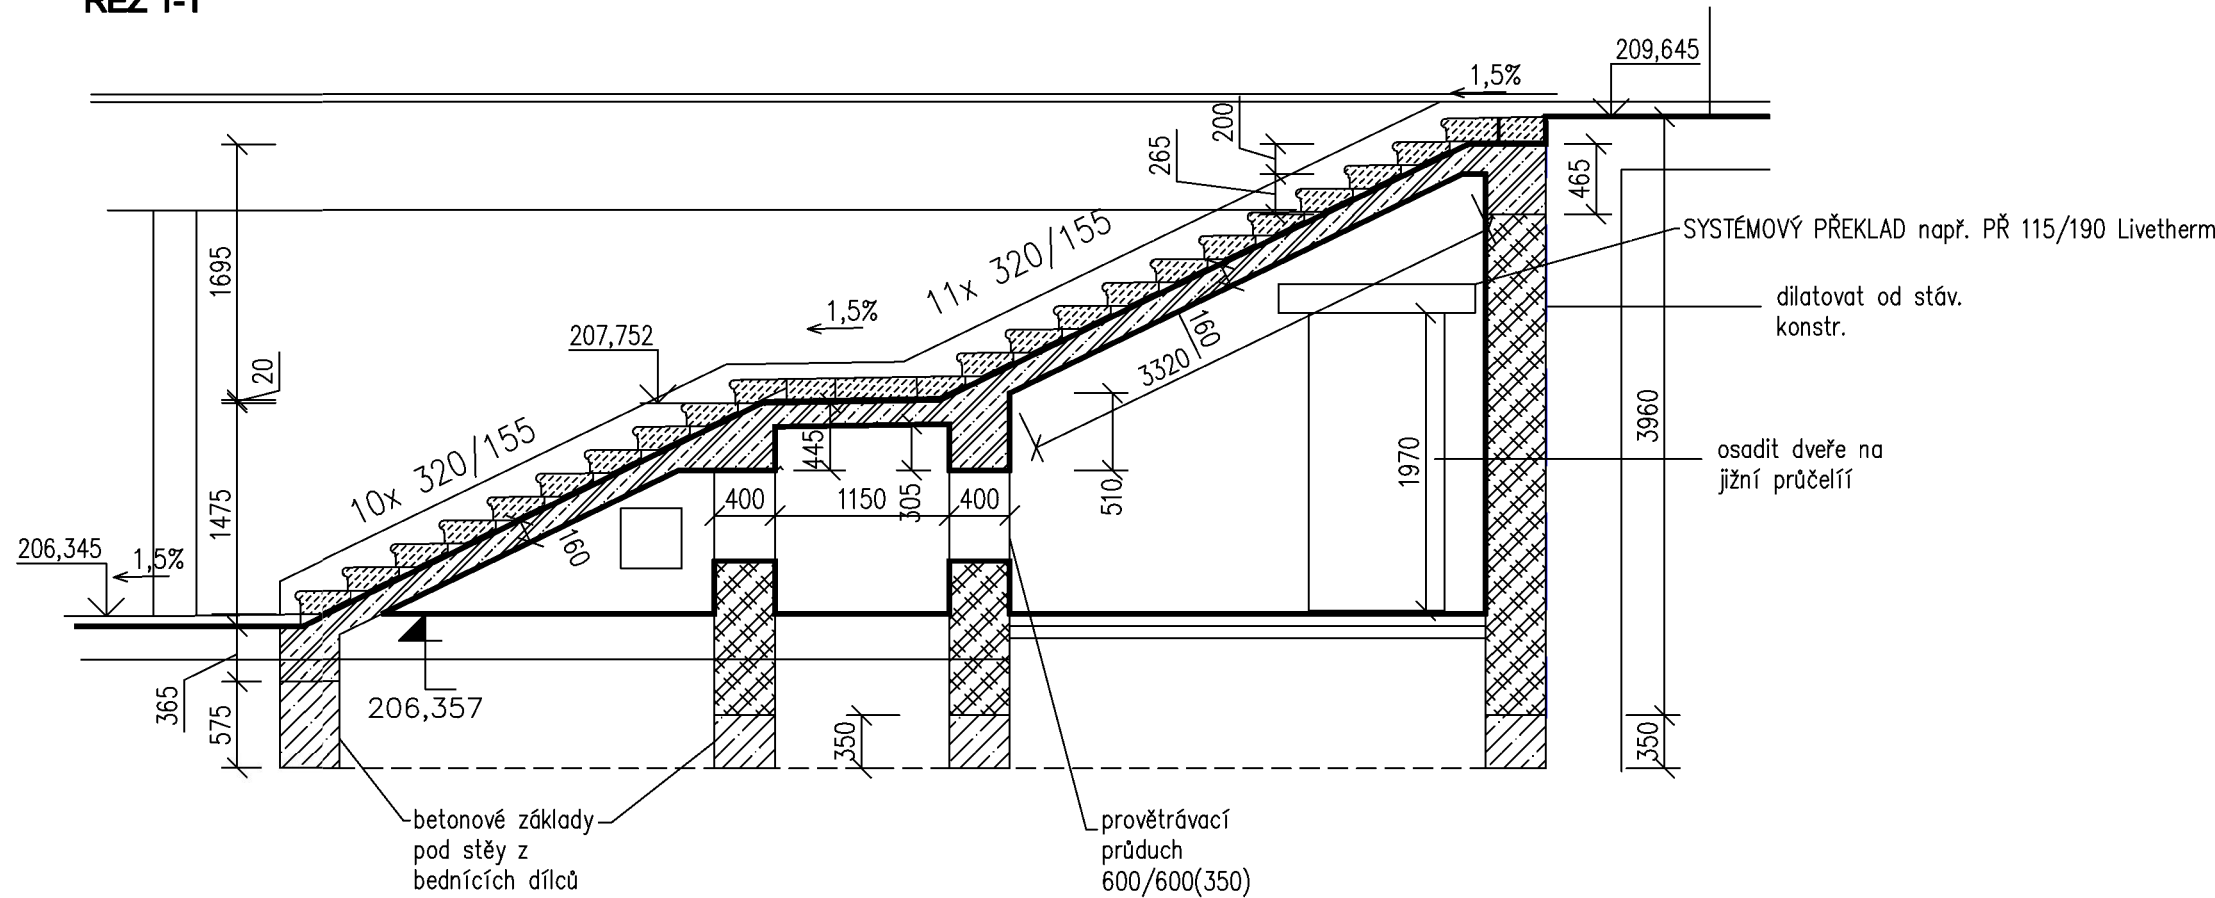 ŘEZ 1-1
209,645
1,5%
200
265
465
SYSTÉMOVÝ PŘEKLAD např. PŘ 115/190 Livetherm
11x 320/155
1695
dilatovat od stáv.
konstr.
1,5%
207,752
160
3320
20
3960
10x 320/155
445
1970
osadit dveře na
jižní průčelíí
400
1150
305
400
510
1475
160
206,345
1,5%
365
206,357
575
350
350
betonové základy
pod stěy z
bednících dílců
provětrávací
průduch
600/600(350)